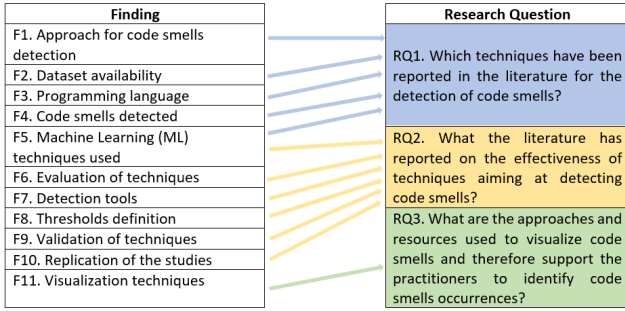 Finding
F1. Approach for code smells
detection
F2. Dataset availability
F3. Programming language
F4. Code smells detected
F5. Machine Learning (ML)
techniques used
F6. Evaluation of techniques
F7. Detection tools
F8. Thresholds definition
F9. Validation of techniques
F10. Replication of the studies
F11. Visualization techniques
Research Question
RQ1. Which techniques have been
reported in the literature for the
detection of code smells?
RQ2. What the literature has
reported on the effectiveness of
techniques aiming at detecting
code smells?
RQ3. What are the approaches and
resources used to visualize code
smells and therefore support the
practitioners to identify code
smells occurrences?